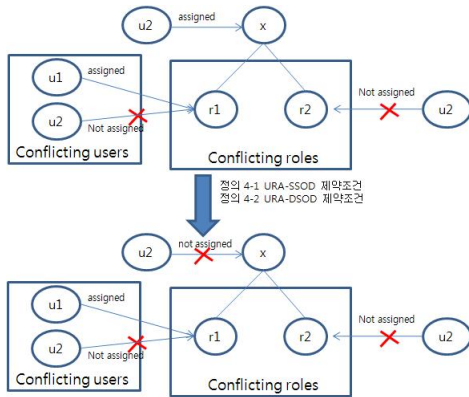 u2
assigned
x
u1
assigned
u2
Not assigned
Conflicting users
r1
r2
Conflicting roles
Not assigned
u2
정의 4-1 URA-SSOD 제약조건
정의 4-2 URA-DSOD 제약조건
u2
not assigned
x
u1
assigned
u2
Not assigned
Conflicting users
r1
r2
Conflicting roles
Not assigned
u2